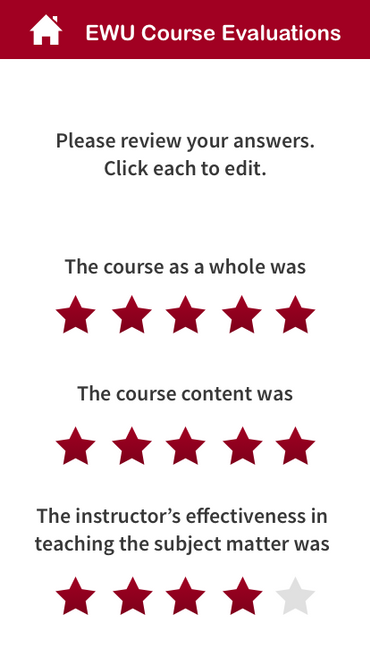 EWU Course Evaluations
Please review your answers.
Click each to edit.
The course as a whole was
The course content was
The instructor’s effectiveness in
teaching the subject matter was